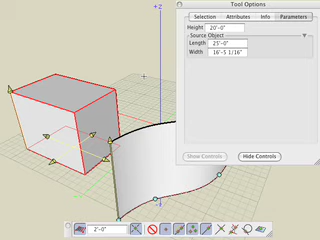 +Z
Tool Options
Selection Attributes Info Parameters
Height 20'-0"
Source Object
Length 25'-0"
Width 16'-5 1/16"
Show Controls Hide Controls
2'-0"